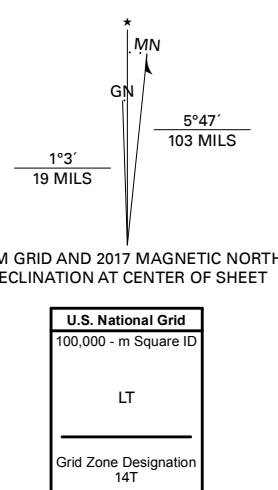 ★
MN
GN
5°47´
103 MILS
1°3´
19 MILS
M GRID AND 2017 MAGNETIC NORTH
ECLINATION AT CENTER OF SHEET
U.S. National Grid
100,000 - m Square ID
LT
Grid Zone Designation
14T